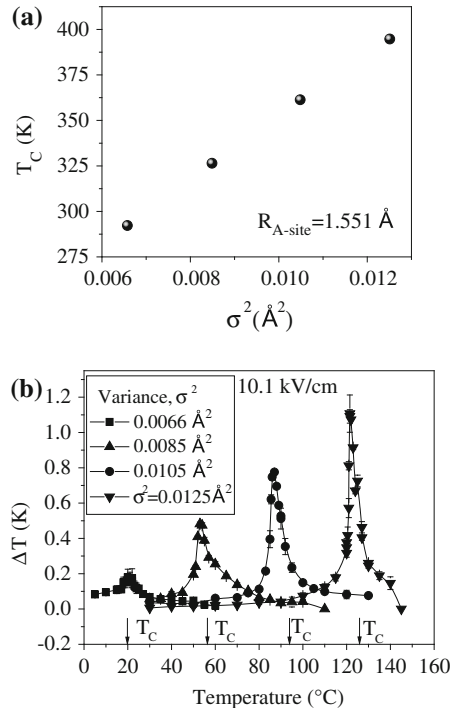 (a)
400
375
350
325
300
275
T_C (K)
R_A-site=1.551 Å
0.006 0.008 0.010 0.012
σ²(Å²)
(b)
10.1 kV/cm
Variance, σ²
0.0066 Å²
0.0085 Å²
0.0105 Å²
σ²=0.0125Å²
1.2
1.0
0.8
0.6
0.4
0.2
0.0
-0.2
ΔT (K)
T_C T_C T_C T_C
0 20 40 60 80 100 120 140 160
Temperature (°C)